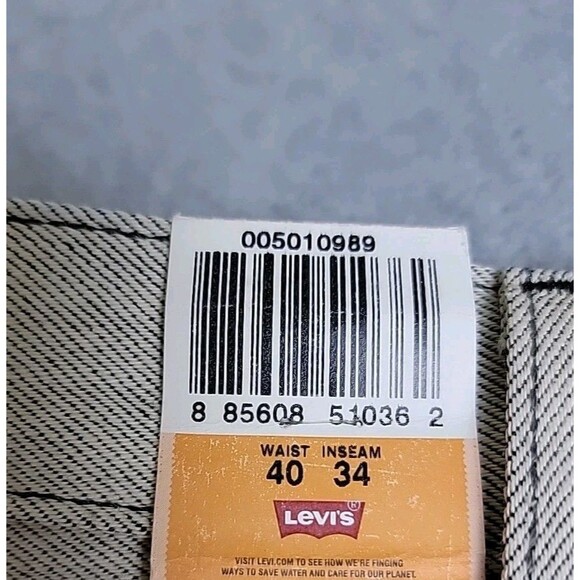 005010989
8 85608 51036 2
WAIST INSEAM
40 34
LEVI'S ®
VISIT LEVI.COM TO SEE HOW WE'RE FINDING
WAYS TO SAVE WATER AND CARE FOR OUR PLANET.